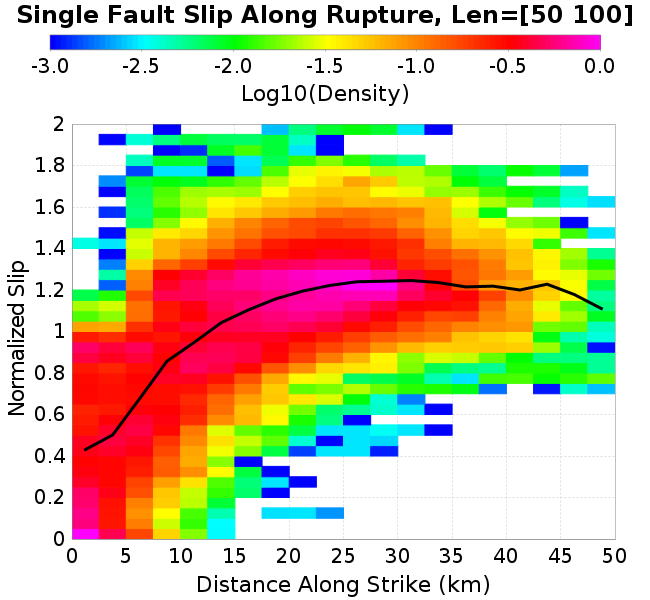 Single Fault Slip Along Rupture, Len=[50 100]
-3.0 -2.5 -2.0 -1.5 -1.0 -0.5 0.0
Log10(Density)
2
1.8
1.6
1.4
1.2
1
0.8
0.6
0.4
0.2
0
Normalized Slip
0 5 10 15 20 25 30 35 40 45 50
Distance Along Strike (km)